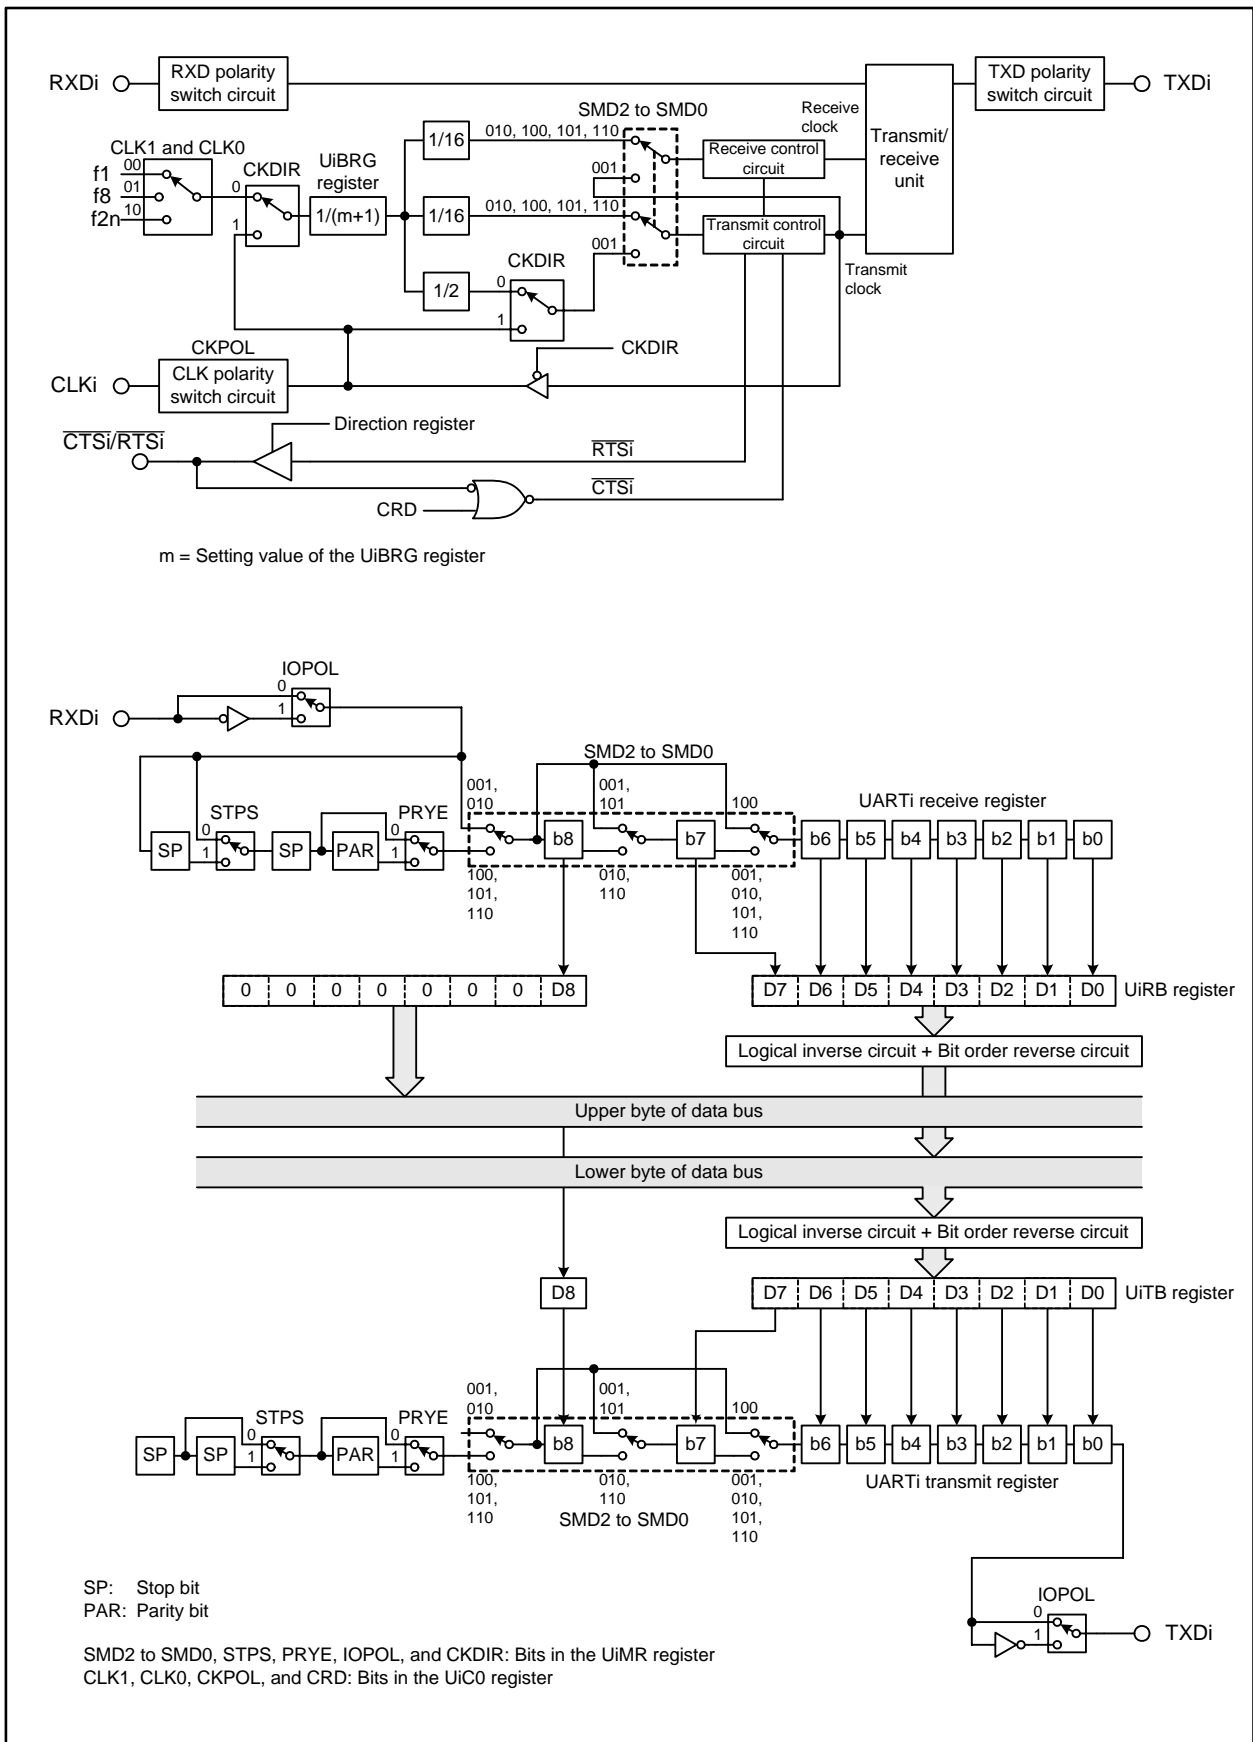 RXDi
RXD polarity
switch circuit
TXD polarity
switch circuit
TXDi
SMD2 to SMD0
Receive
clock
Transmit/
receive
unit
CLK1 and CLK0
f1 00
f8 01
f2n 10
CKDIR
0
1
UiBRG
register
1/(m+1)
1/16
010, 100, 101, 110
Receive control
circuit
001
1/16
010, 100, 101, 110
Transmit control
circuit
001
Transmit
clock
CKDIR
1/2
0
1
CKDIR
CKPOL
CLKi
CLK polarity
switch circuit
CTSi/RTSi
Direction register
RTSi
CTSi
CRD
m = Setting value of the UiBRG register
IOPOL
0
1
RXDi
SMD2 to SMD0
001,
010
001,
101
100
UARTi receive register
STPS
PRYE
SP
0
1
SP
PAR
0
1
b8
b7
b6 b5 b4 b3 b2 b1 b0
100,
101,
110
010,
110
001,
010,
101,
110
0 0 0 0 0 0 0 D8
D7 D6 D5 D4 D3 D2 D1 D0
UiRB register
Logical inverse circuit + Bit order reverse circuit
Upper byte of data bus
Lower byte of data bus
Logical inverse circuit + Bit order reverse circuit
D8
D7 D6 D5 D4 D3 D2 D1 D0
UiTB register
001,
010
001,
101
100
STPS
PRYE
SP
SP
0
1
PAR
0
1
b8
b7
b6 b5 b4 b3 b2 b1 b0
UARTi transmit register
100,
101,
110
010,
110
001,
010,
101,
110
SMD2 to SMD0
SP: Stop bit
PAR: Parity bit
IOPOL
0
1
TXDi
SMD2 to SMD0, STPS, PRYE, IOPOL, and CKDIR: Bits in the UiMR register
CLK1, CLK0, CKPOL, and CRD: Bits in the UiC0 register